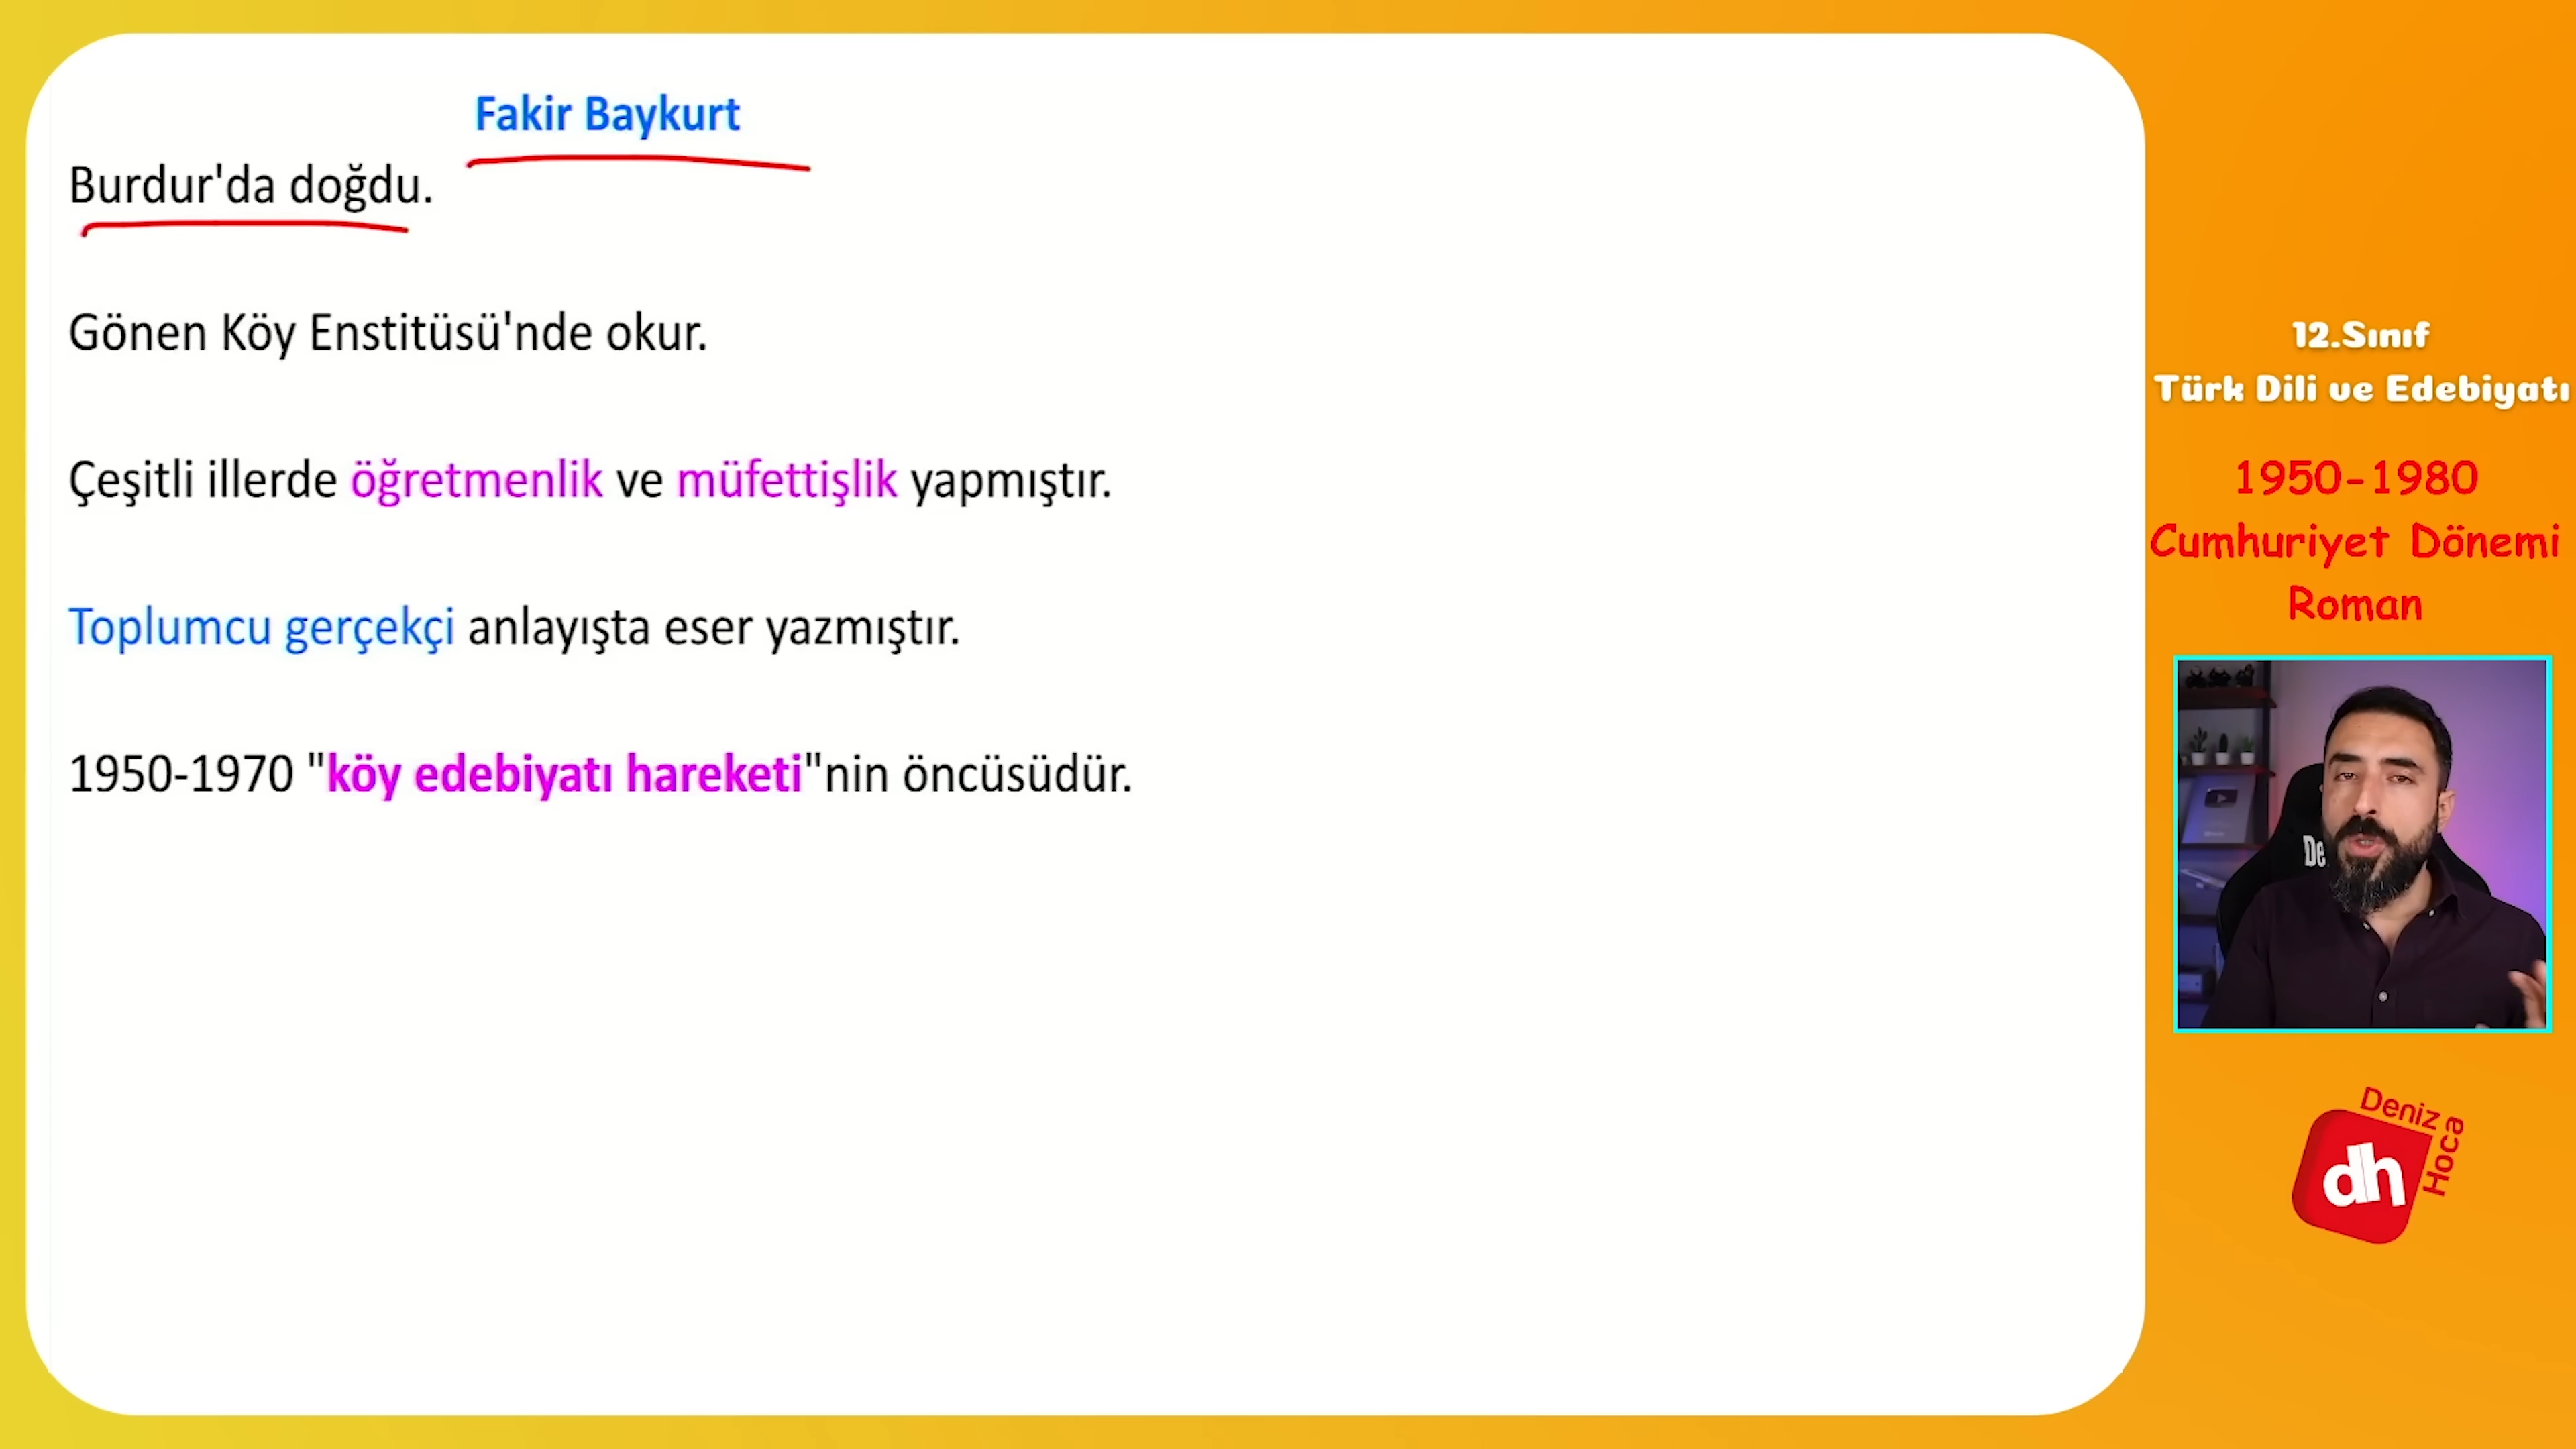 Fakir Baykurt
Burdur'da doğdu.
Gönen Köy Enstitüsü'nde okur.
Çeşitli illerde öğretmenlik ve müfettişlik yapmıştır.
Toplumcu gerçekçi anlayışta eser yazmıştır.
1950-1970 "köy edebiyatı hareketi"nin öncüsüdür.
12.Sınıf
Türk Dili ve Edebiyatı
1950-1980
Cumhuriyet Dönemi
Roman
De
Deniz
Hoca
dh